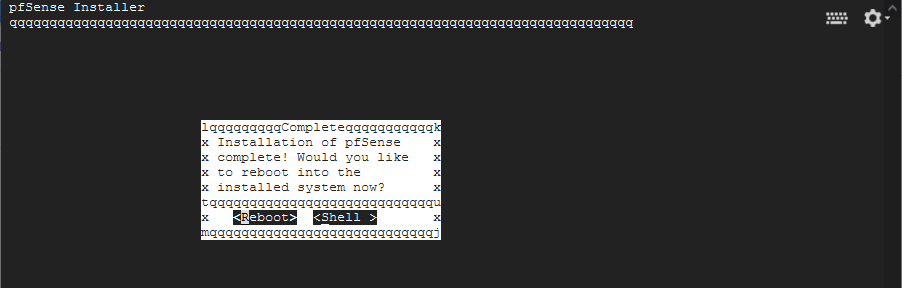 pfSense Installer
qqqqqqqqqqqqqqqqqqqqqqqqqqqqqqqqqqqqqqqqqqqqqqqqqqqqqqqqqqqqqqqqqqqqqqqqqqqqqq
lqqqqqqqqqCompleteqqqqqqqqqqqk
x Installation of pfSense    x
x complete! Would you like   x
x to reboot into the         x
x installed system now?      x
tqqqqqqqqqqqqqqqqqqqqqqqqqqqqu
x   <Reboot>  <Shell >       x
mqqqqqqqqqqqqqqqqqqqqqqqqqqqqj